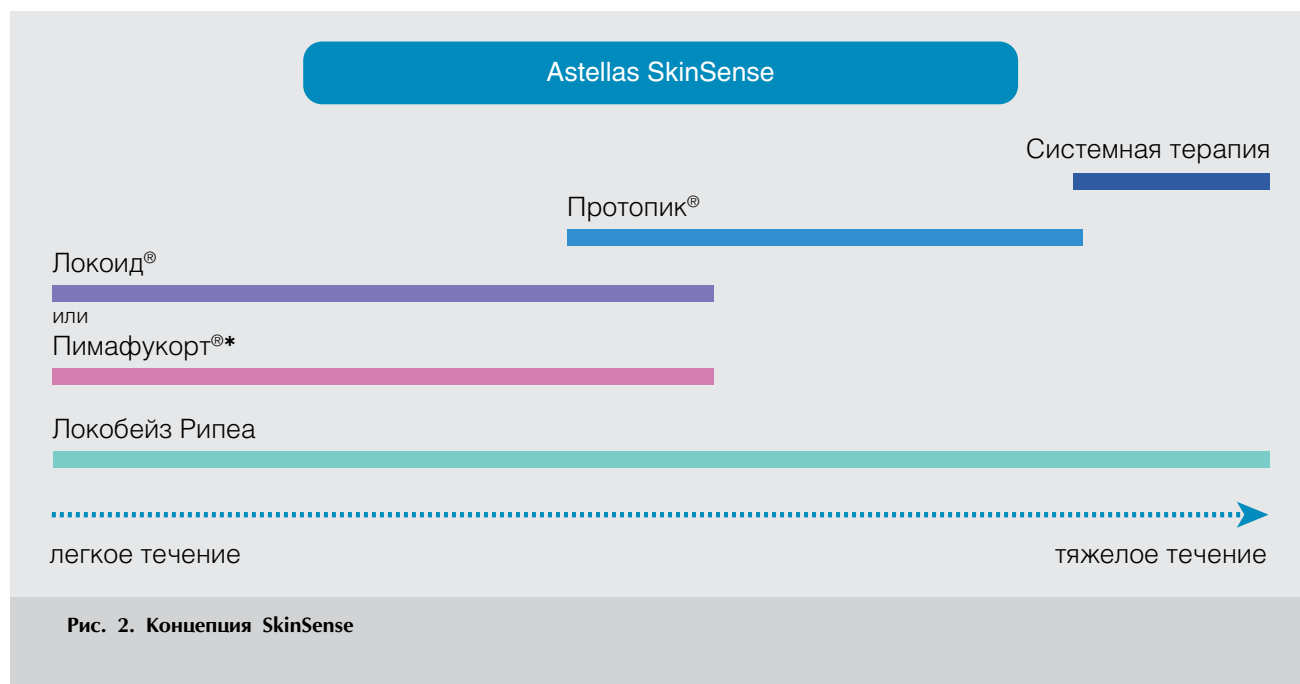 Astellas SkinSense
Системная терапия
Протопик®
Локоид®
или
Пимафукорт®*
Локобейз Рипеа
легкое течение
тяжелое течение
Рис. 2. Концепция SkinSense